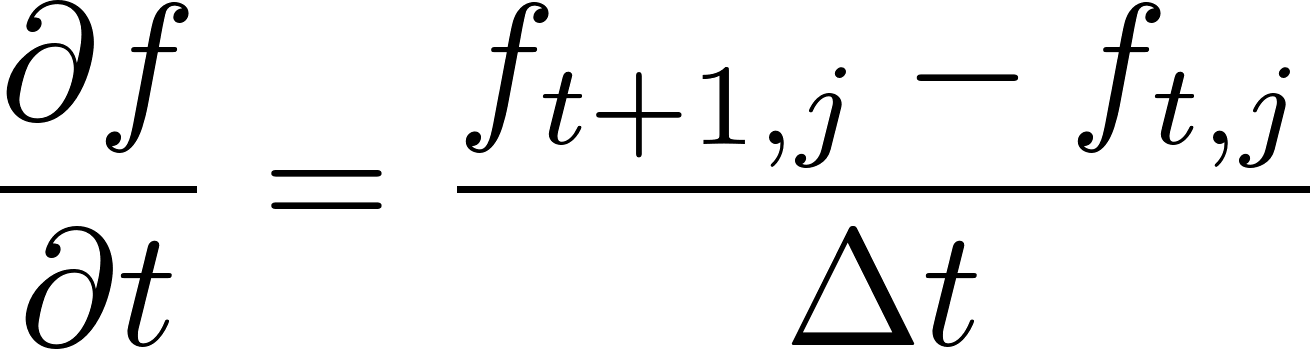 ∂f/∂t = (f_{t+1,j} − f_{t,j})/Δt